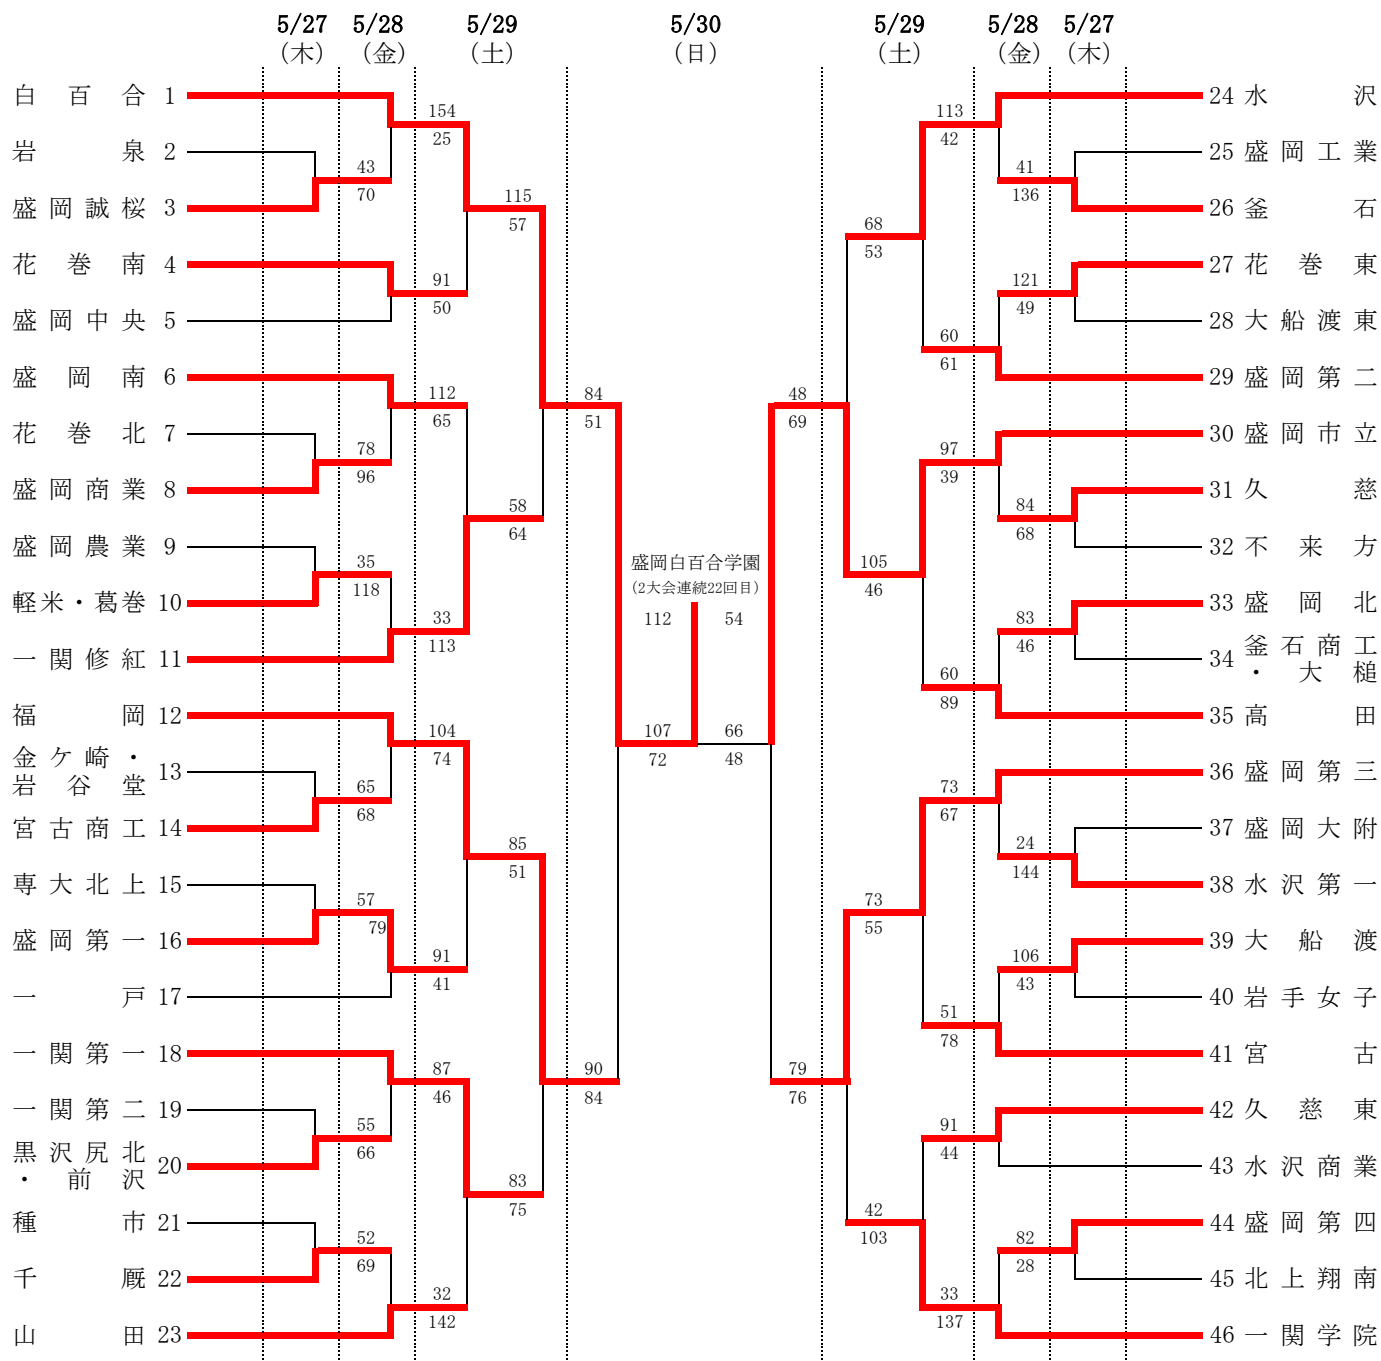 5/27 5/28 5/29 5/30 5/29 5/28 5/27
(木) (金) (土) (日) (土) (金) (木)
白百合 1
岩泉 2
盛岡誠桜 3
花巻南 4
盛岡中央 5
盛岡南 6
花巻北 7
盛岡商業 8
盛岡農業 9
軽米・葛巻 10
一関修紅 11
福岡 12
金ケ崎・
岩谷堂 13
宮古商工 14
専大北上 15
盛岡第一 16
一戸 17
一関第一 18
一関第二 19
黒沢尻北
・前沢 20
種市 21
千厩 22
山田 23
43
70
78
96
35
118
65
68
57
79
55
66
52
69
154
25
91
50
112
65
33
113
104
74
91
41
87
46
32
142
115
57
58
64
85
51
83
75
84
51
90
84
107
72
盛岡白百合学園
(2大会連続22回目)
112 54
66
48
48
69
79
76
68
53
105
46
73
55
42
103
113
42
60
61
97
39
60
89
73
67
51
78
91
44
33
137
41
136
121
49
84
68
83
46
24
144
106
43
82
28
24 水沢
25 盛岡工業
26 釜石
27 花巻東
28 大船渡東
29 盛岡第二
30 盛岡市立
31 久慈
32 不来方
33 盛岡北
34 釜石商工
・大槌
35 高田
36 盛岡第三
37 盛岡大附
38 水沢第一
39 大船渡
40 岩手女子
41 宮古
42 久慈東
43 水沢商業
44 盛岡第四
45 北上翔南
46 一関学院